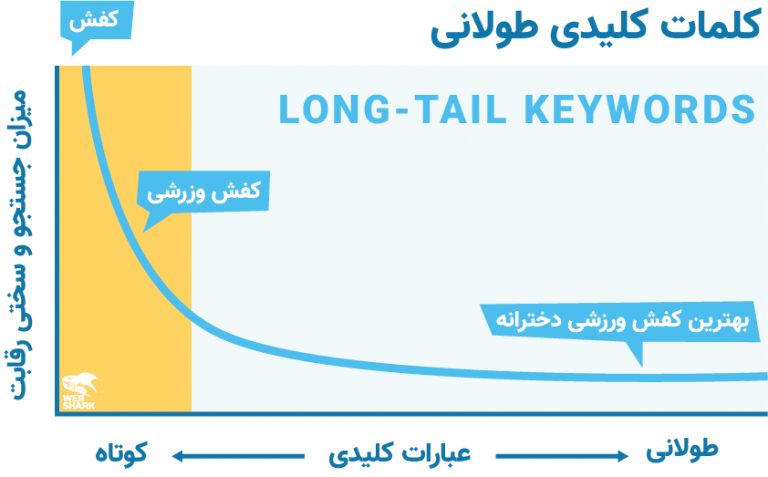 کفش
کلمات کلیدی طولانی
LONG-TAIL KEYWORDS
میزان جستجو و سختی رقابت
کفش وزرشی
بهترین کفش ورزشی دخترانه
WEB
SHARK
کوتاه
عبارات کلیدی
طولانی